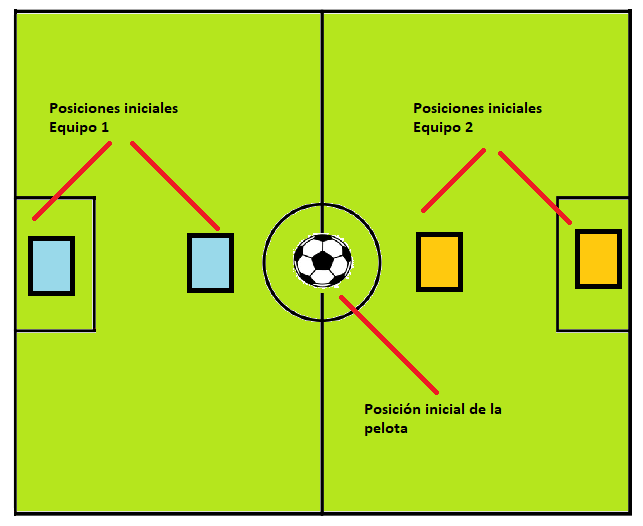 Posiciones iniciales
Equipo 1
Posiciones iniciales
Equipo 2
Posición inicial de la
pelota